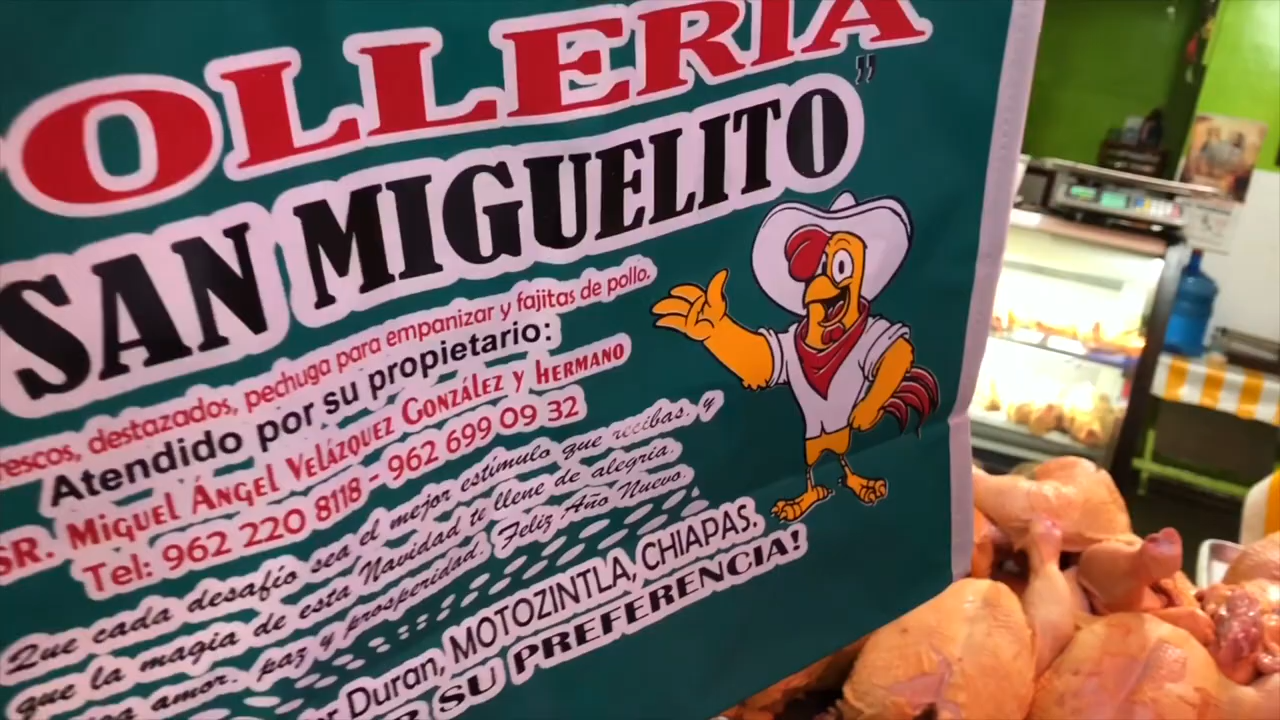 OLLERIA
SAN MIGUELITO”
rescos, destazados, pechuga para empanizar y fajitas de pollo.
Atendido por su propietario:
SR. Miguel Ángel Velázquez González y hermano
Tel: 962 220 8118 - 962 699 09 32
Que cada desafío sea el mejor estímulo que recibas. y
que la magia de esta Navidad te llene de alegría.
amor. paz y prosperidad. Feliz Año Nuevo.
Duran, MOTOZINTLA, CHIAPAS.
R SU PREFERENCIA!